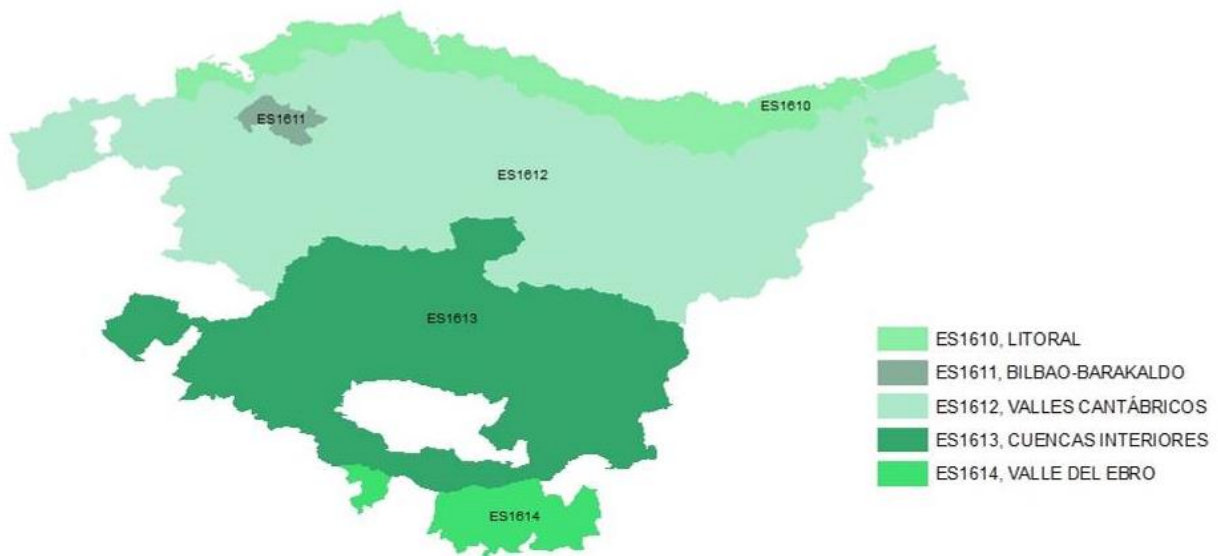 ES1610
ES1611
ES1612
ES1613
ES1614
ES1610, LITORAL
ES1611, BILBAO-BARAKALDO
ES1612, VALLES CANTÁBRICOS
ES1613, CUENCAS INTERIORES
ES1614, VALLE DEL EBRO